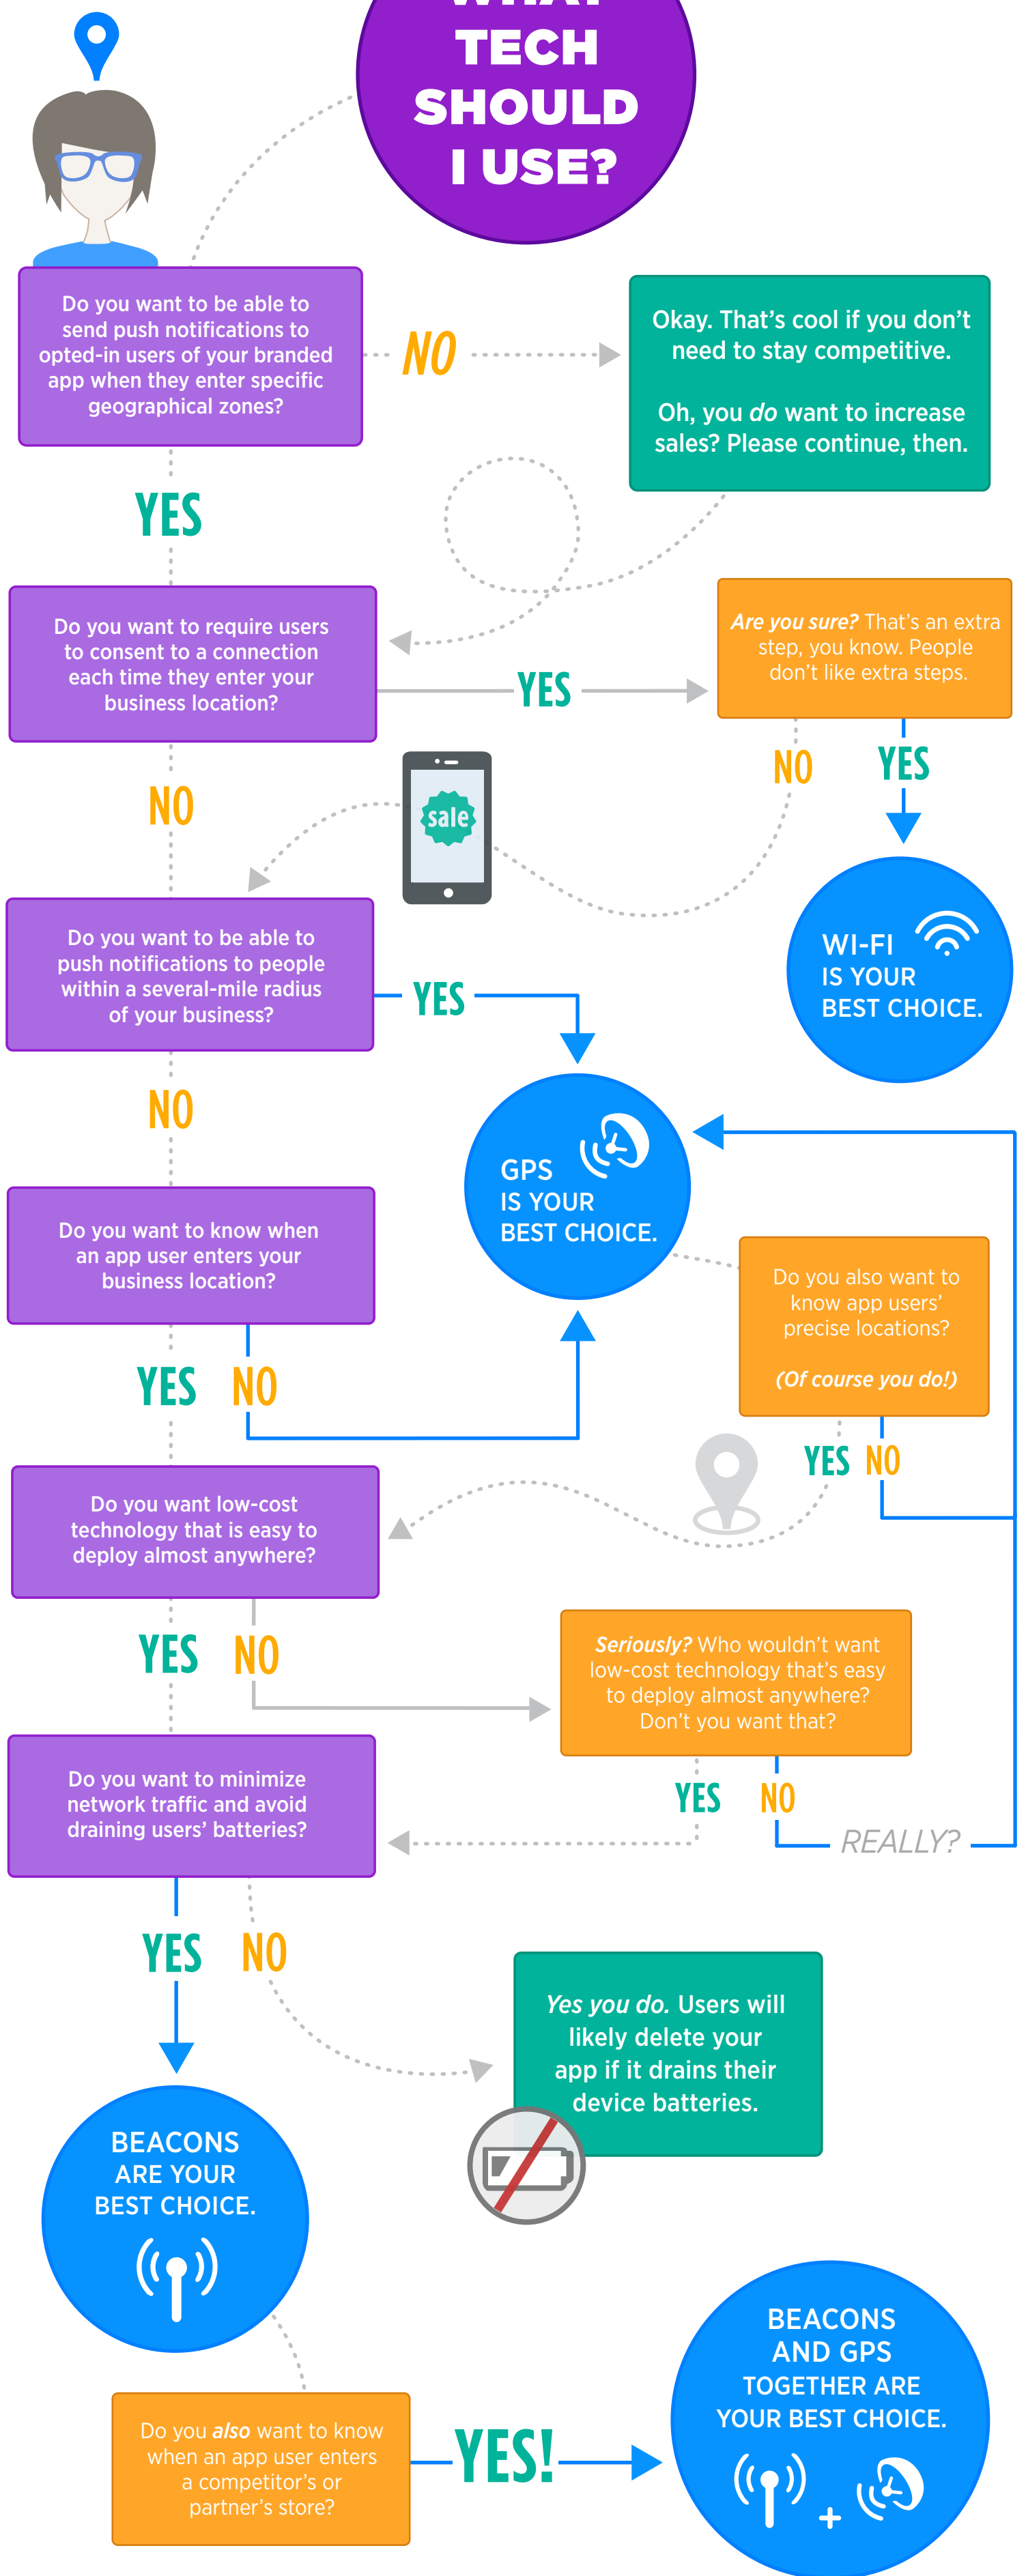 WHAT
TECH
SHOULD
I USE?
Do you want to be able to
send push notifications to
opted-in users of your branded
app when they enter specific
geographical zones?
NO
Okay. That's cool if you don't
need to stay competitive.
Oh, you do want to increase
sales? Please continue, then.
YES
Do you want to require users
to consent to a connection
each time they enter your
business location?
YES
Are you sure? That's an extra
step, you know. People
don't like extra steps.
NO
YES
NO
sale
WI-FI
IS YOUR
BEST CHOICE.
Do you want to be able to
push notifications to people
within a several-mile radius
of your business?
YES
NO
GPS
IS YOUR
BEST CHOICE.
Do you want to know when
an app user enters your
business location?
Do you also want to
know app users'
precise locations?
(Of course you do!)
YES NO
YES NO
Do you want low-cost
technology that is easy to
deploy almost anywhere?
YES NO
Seriously? Who wouldn't want
low-cost technology that's easy
to deploy almost anywhere?
Don't you want that?
YES NO
REALLY?
Do you want to minimize
network traffic and avoid
draining users' batteries?
YES NO
Yes you do. Users will
likely delete your
app if it drains their
device batteries.
BEACONS
ARE YOUR
BEST CHOICE.
Do you also want to know
when an app user enters
a competitor's or
partner's store?
YES!
BEACONS
AND GPS
TOGETHER ARE
YOUR BEST CHOICE.
+